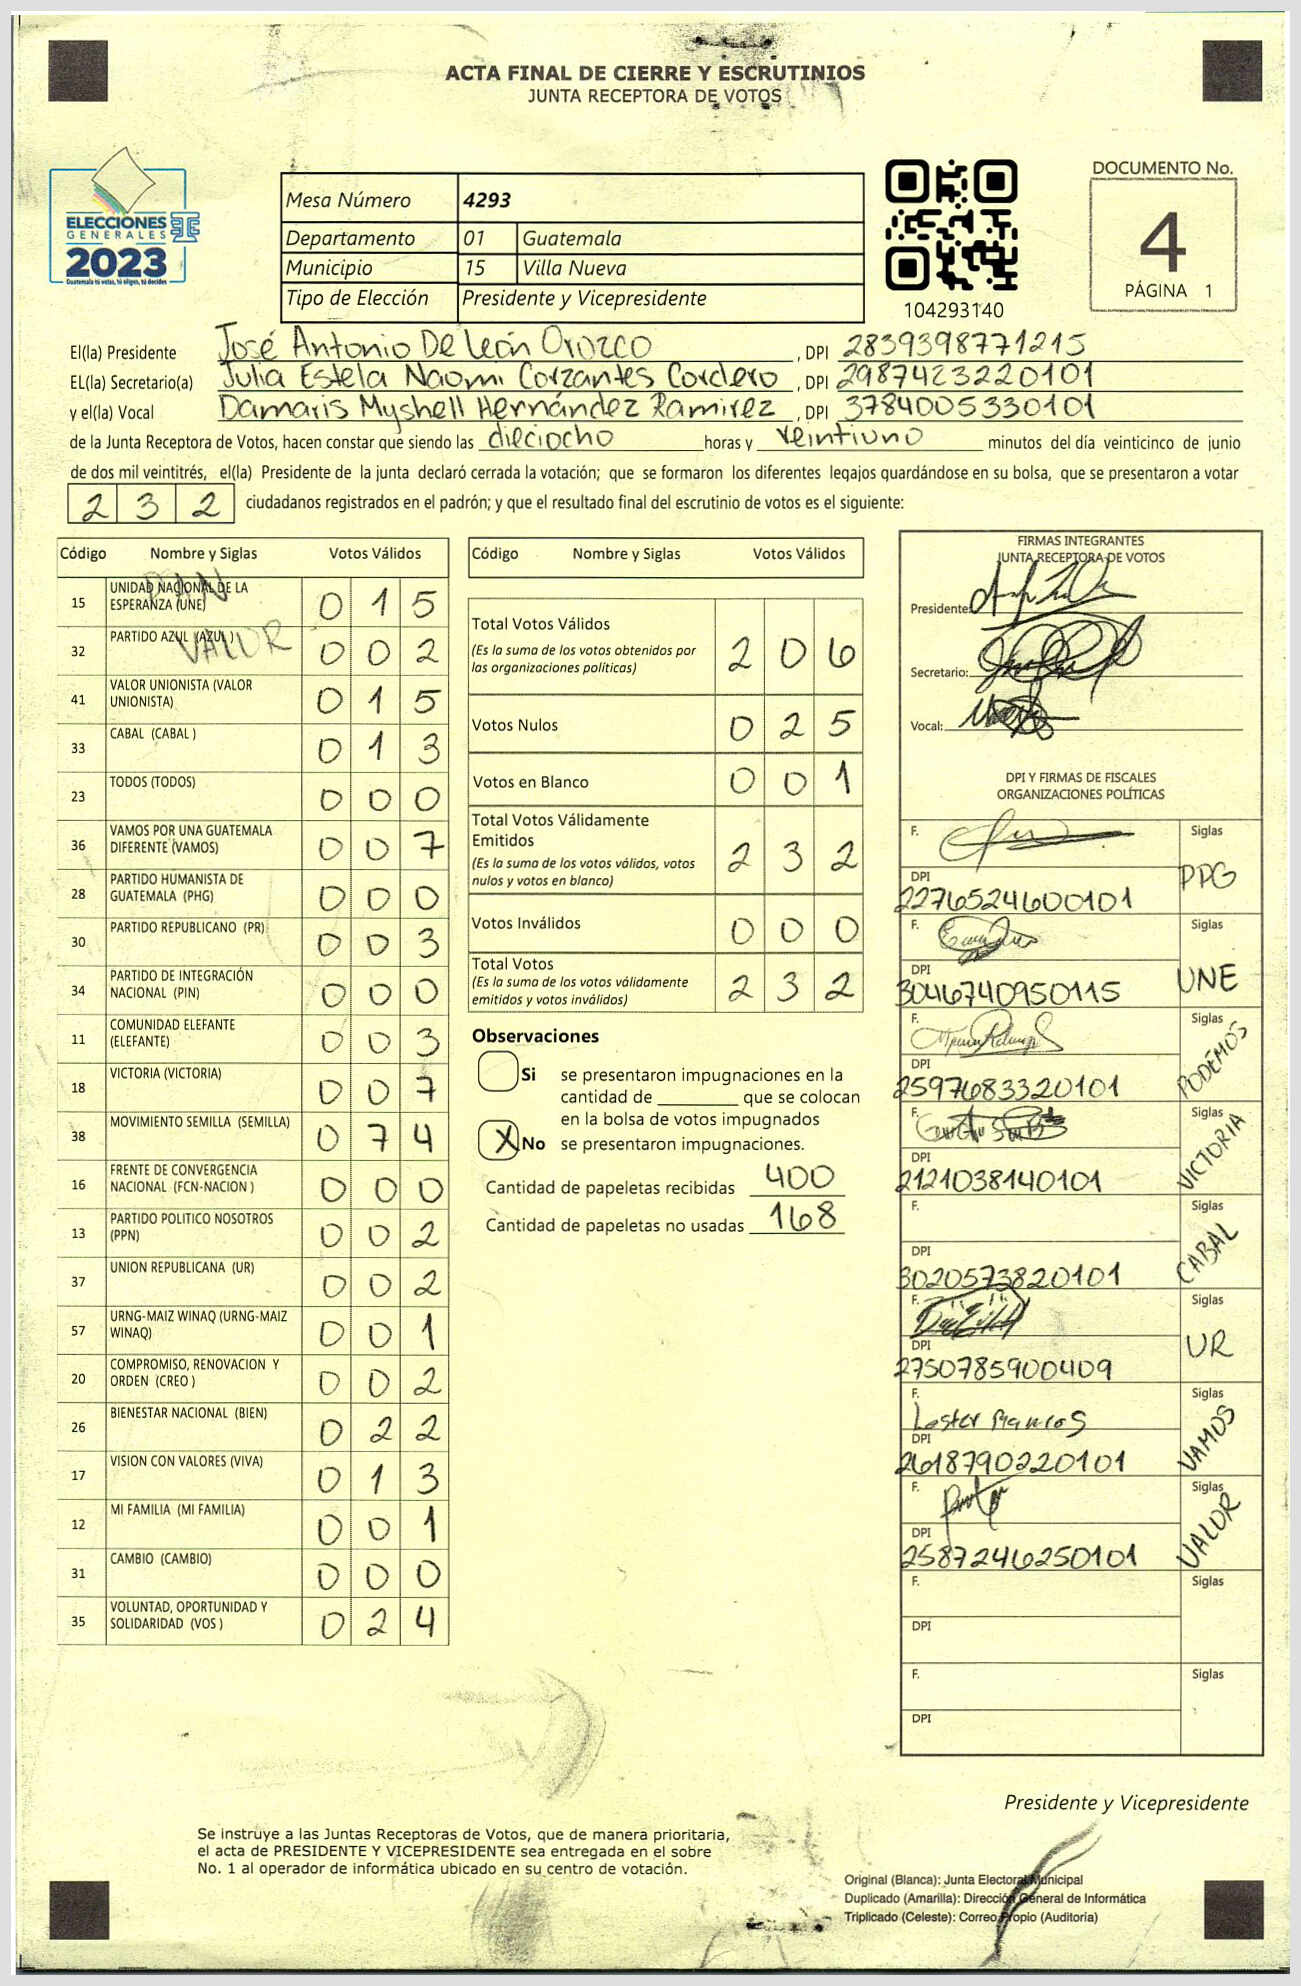 ACTA FINAL DE CIERRE Y ESCRUTINIOS
JUNTA RECEPTORA DE VOTOS
ELECCIONES
GENERALES
2023
Guatemala tú votas, tú eliges, tú decides
Mesa Número 4293
Departamento 01 Guatemala
Municipio 15 Villa Nueva
Tipo de Elección Presidente y Vicepresidente
104293140
DOCUMENTO No.
4
PÁGINA 1
El(la) Presidente José Antonio De León Orozco, DPI 2839398771215
EL(la) Secretario(a) Julia Estela Naomi Corzantes Cordero, DPI 2987423220101
y el(la) Vocal Damaris Myshell Hernández Ramirez, DPI 3784005330101
de la Junta Receptora de Votos, hacen constar que siendo las dieciocho horas y veintiuno minutos del día veinticinco de junio
de dos mil veintitrés, el(la) Presidente de la junta declaró cerrada la votación; que se formaron los diferentes legajos guardándose en su bolsa, que se presentaron a votar
232 ciudadanos registrados en el padrón; y que el resultado final del escrutinio de votos es el siguiente:
Código Nombre y Siglas Votos Válidos
15 UNIDAD NACIONAL DE LA ESPERANZA (UNE) 0 1 5
32 PARTIDO AZUL (AZUL) 0 0 2
VALOR
41 VALOR UNIONISTA (VALOR UNIONISTA) 0 1 5
33 CABAL (CABAL ) 0 1 3
23 TODOS (TODOS) 0 0 0
36 VAMOS POR UNA GUATEMALA DIFERENTE (VAMOS) 0 0 7
28 PARTIDO HUMANISTA DE GUATEMALA (PHG) 0 0 0
30 PARTIDO REPUBLICANO (PR) 0 0 3
34 PARTIDO DE INTEGRACIÓN NACIONAL (PIN) 0 0 0
11 COMUNIDAD ELEFANTE (ELEFANTE) 0 0 3
18 VICTORIA (VICTORIA) 0 0 7
38 MOVIMIENTO SEMILLA (SEMILLA) 0 7 4
16 FRENTE DE CONVERGENCIA NACIONAL (FCN-NACION ) 0 0 0
13 PARTIDO POLITICO NOSOTROS (PPN) 0 0 2
37 UNION REPUBLICANA (UR) 0 0 2
57 URNG-MAIZ WINAQ (URNG-MAIZ WINAQ) 0 0 1
20 COMPROMISO, RENOVACION Y ORDEN (CREO ) 0 0 2
26 BIENESTAR NACIONAL (BIEN) 0 2 2
17 VISION CON VALORES (VIVA) 0 1 3
12 MI FAMILIA (MI FAMILIA) 0 0 1
31 CAMBIO (CAMBIO) 0 0 0
35 VOLUNTAD, OPORTUNIDAD Y SOLIDARIDAD (VOS ) 0 2 4
Código Nombre y Siglas Votos Válidos
Total Votos Válidos 2 0 6
(Es la suma de los votos obtenidos por
las organizaciones políticas)
Votos Nulos 0 2 5
Votos en Blanco 0 0 1
Total Votos Válidamente
Emitidos 2 3 2
(Es la suma de los votos válidos, votos
nulos y votos en blanco)
Votos Inválidos 0 0 0
Total Votos 2 3 2
(Es la suma de los votos válidamente
emitidos y votos inválidos)
Observaciones
Si se presentaron impugnaciones en la
cantidad de ________ que se colocan
en la bolsa de votos impugnados
X No se presentaron impugnaciones.
Cantidad de papeletas recibidas 400
Cantidad de papeletas no usadas 168
FIRMAS INTEGRANTES
JUNTA RECEPTORA DE VOTOS
Presidente:
Secretario:
Vocal:
DPI Y FIRMAS DE FISCALES
ORGANIZACIONES POLÍTICAS
F. Siglas
DPI PPG
2276524600101
F. Siglas
DPI UNE
3046740950115
F. Siglas
DPI PODEMOS
2597683320101
F. Siglas
DPI VICTORIA
2121038140101
F. Siglas
DPI CABAL
3020573820101
F. Siglas
DPI UR
2750785900409
F. Lester Marcos Siglas
DPI VAMOS
2618790220101
F. Siglas
DPI VALOR
2587246250101
F. Siglas
DPI
F. Siglas
DPI
Presidente y Vicepresidente
Se instruye a las Juntas Receptoras de Votos, que de manera prioritaria,
el acta de PRESIDENTE Y VICEPRESIDENTE sea entregada en el sobre
No. 1 al operador de informática ubicado en su centro de votación.
Original (Blanca): Junta Electoral Municipal
Duplicado (Amarilla): Dirección General de Informática
Triplicado (Celeste): Correo Propio (Auditoria)